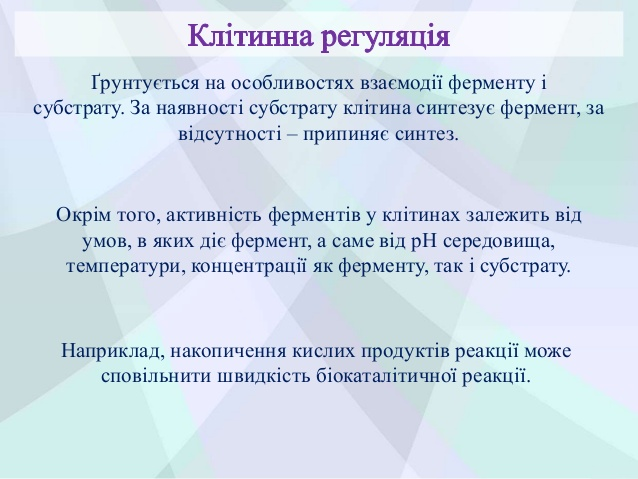 Клітинна регуляція
Ґрунтується на особливостях взаємодії ферменту і
субстрату. За наявності субстрату клітина синтезує фермент, за
відсутності – припиняє синтез.
Окрім того, активність ферментів у клітинах залежить від
умов, в яких діє фермент, а саме від рН середовища,
температури, концентрації як ферменту, так і субстрату.
Наприклад, накопичення кислих продуктів реакції може
сповільнити швидкість біокаталітичної реакції.